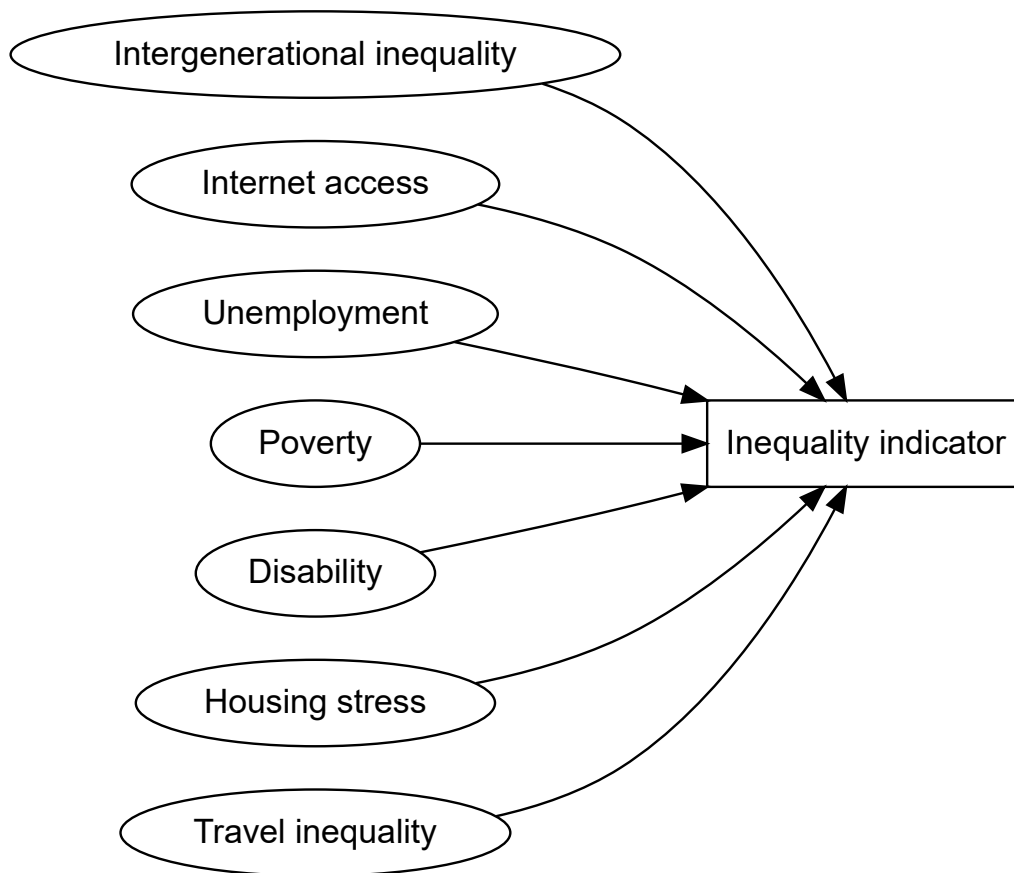 Intergenerational inequality
Internet access
Unemployment
Poverty
Inequality indicator
Disability
Housing stress
Travel inequality